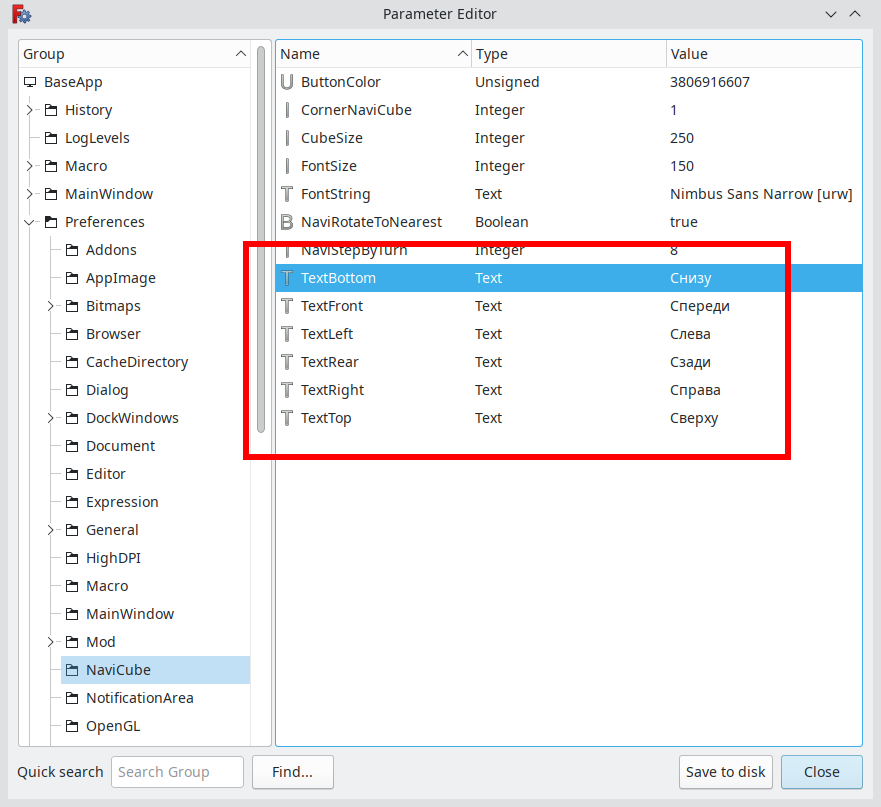 Parameter Editor
Group
BaseApp
History
LogLevels
Macro
MainWindow
Preferences
Addons
AppImage
Bitmaps
Browser
CacheDirectory
Dialog
DockWindows
Document
Editor
Expression
General
HighDPI
Macro
MainWindow
Mod
NaviCube
NotificationArea
OpenGL
Name Type Value
ButtonColor Unsigned 3806916607
CornerNaviCube Integer 1
CubeSize Integer 250
FontSize Integer 150
FontString Text Nimbus Sans Narrow [urw]
NaviRotateToNearest Boolean true
NaviStepByTurn Integer 8
TextBottom Text Снизу
TextFront Text Спереди
TextLeft Text Слева
TextRear Text Сзади
TextRight Text Справа
TextTop Text Сверху
Quick search Search Group Find... Save to disk Close